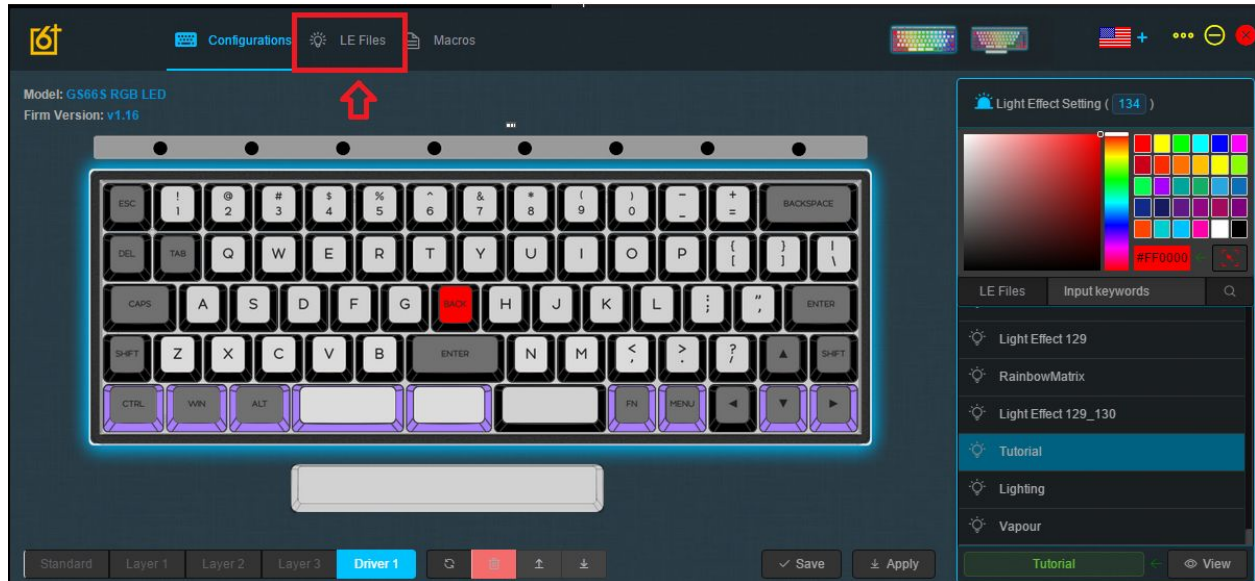 Configurations LE Files Macros
Model: GS66S RGB LED
Firm Version: v1.16
Light Effect Setting ( 134 )
ESC ! 1 @ 2 # 3 $ 4 % 5 ^ 6 & 7 * 8 ( 9 ) 0 - _ + = BACKSPACE
DEL TAB Q W E R T Y U I O P { [ } ] | \
CAPS A S D F G BACK H J K L ; ; " , ENTER
SHIFT Z X C V B ENTER N M < , > . ? / SHIFT
CTRL WIN ALT FN MENU
#FF0000
LE Files Input keywords
Light Effect 129
RainbowMatrix
Light Effect 129_130
Tutorial
Lighting
Vapour
Standard Layer 1 Layer 2 Layer 3 Driver 1 Save Apply Tutorial View